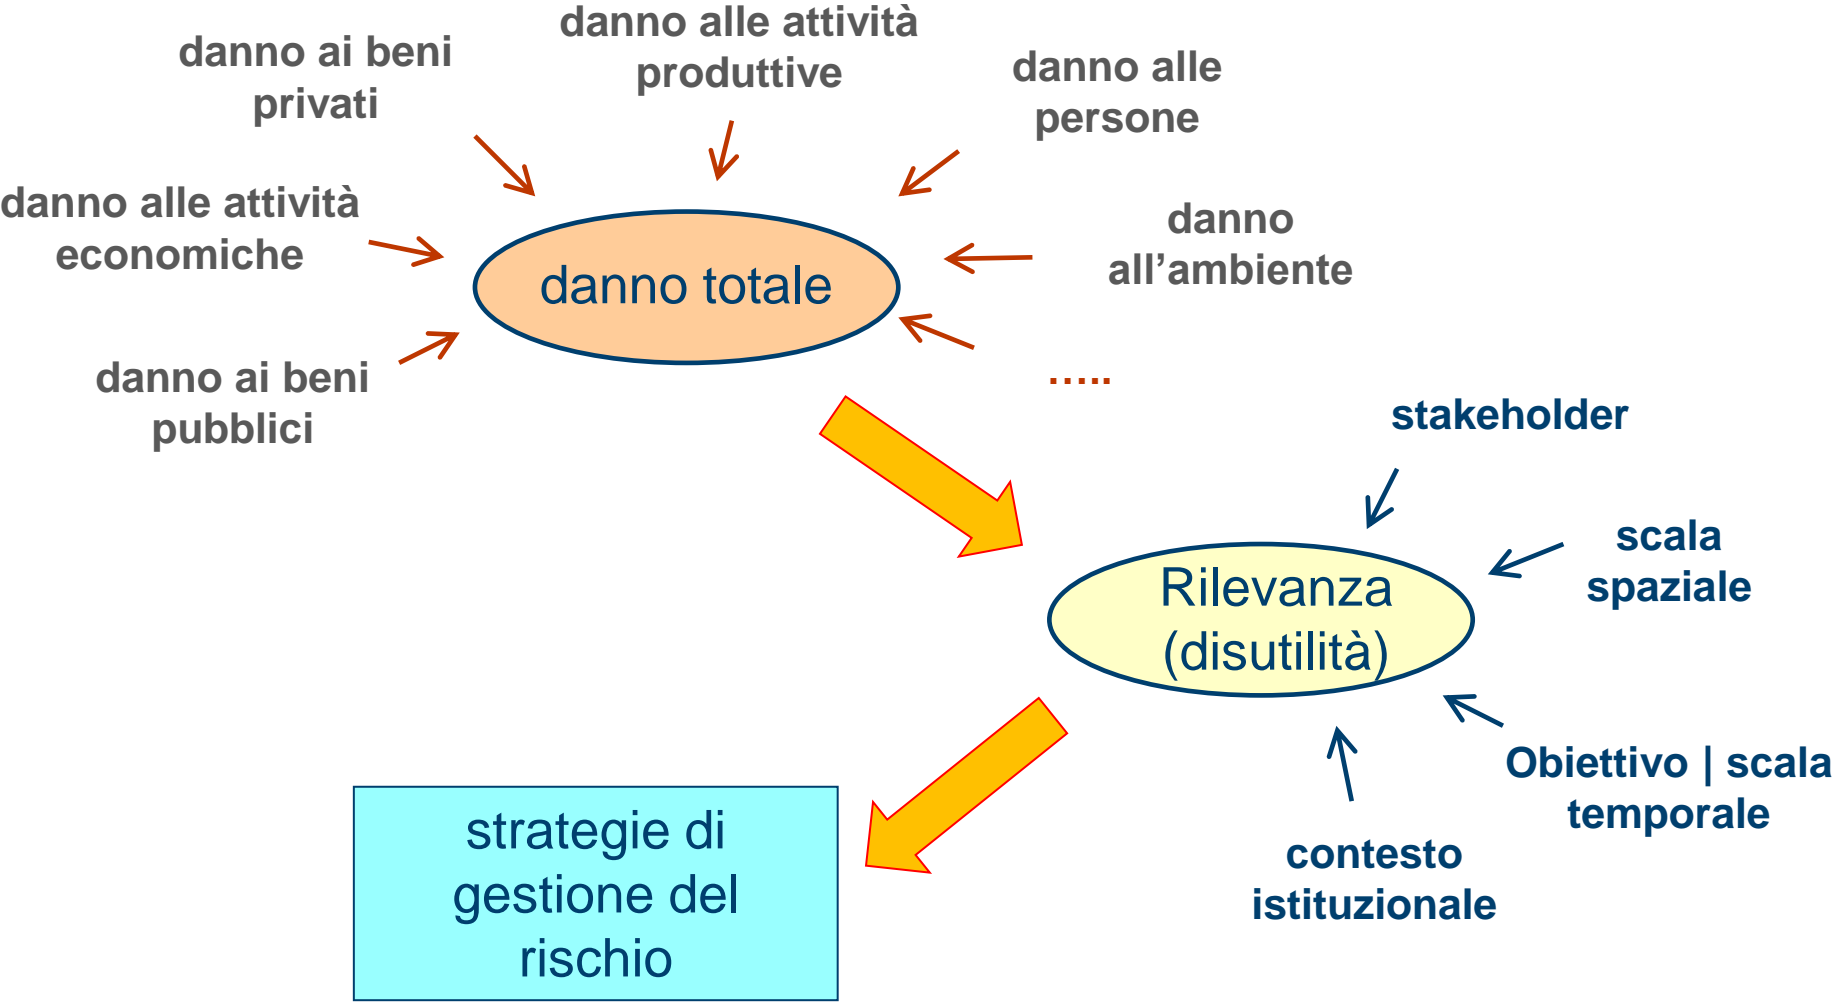 danno alle attività
produttive
danno ai beni
privati
danno alle
persone
danno alle attività
economiche
danno
all’ambiente
danno totale
danno ai beni
pubblici
…..
stakeholder
scala
spaziale
Rilevanza
(disutilità)
Obiettivo | scala
temporale
contesto
istituzionale
strategie di
gestione del
rischio